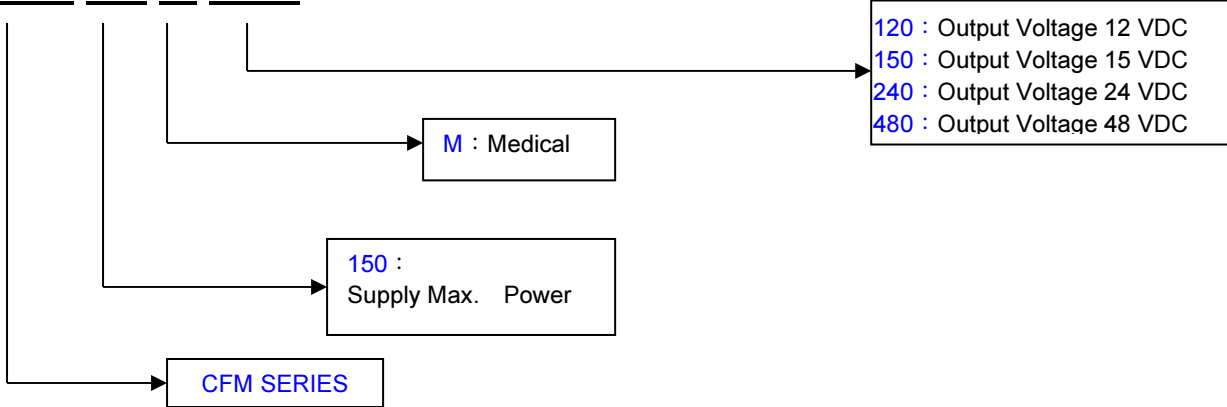 120：Output Voltage 12 VDC
150：Output Voltage 15 VDC
240：Output Voltage 24 VDC
480：Output Voltage 48 VDC
M：Medical
150：
Supply Max. Power
CFM SERIES